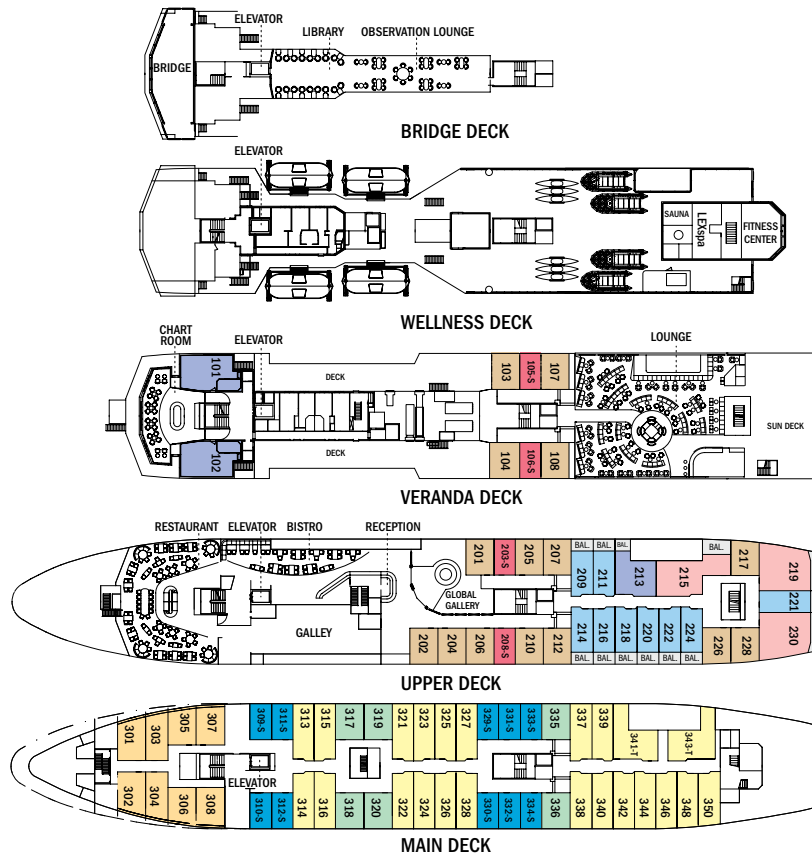 ELEVATOR
LIBRARY
OBSERVATION LOUNGE
BRIDGE
BRIDGE DECK
ELEVATOR
SAUNA
LEXspa
FITNESS
CENTER
WELLNESS DECK
CHART
ROOM
ELEVATOR
LOUNGE
101
DECK
103
105-S
107
SUN DECK
102
DECK
104
106-S
108
VERANDA DECK
RESTAURANT
ELEVATOR
BISTRO
RECEPTION
201
203-S
205
207
BAL.
BAL.
BAL.
BAL.
209
211
213
215
217
219
GLOBAL
GALLERY
221
GALLEY
202
204
206
208-S
210
212
214
216
218
220
222
224
226
228
230
BAL.
BAL.
BAL.
BAL.
BAL.
BAL.
UPPER DECK
301
303
305
307
309-S
311-S
313
315
317
319
321
323
325
327
329-S
331-S
333-S
335
337
339
341-T
343-T
ELEVATOR
302
304
306
308
310-S
312-S
314
316
318
320
322
324
326
328
330-S
332-S
334-S
336
338
340
342
344
346
348
350
MAIN DECK